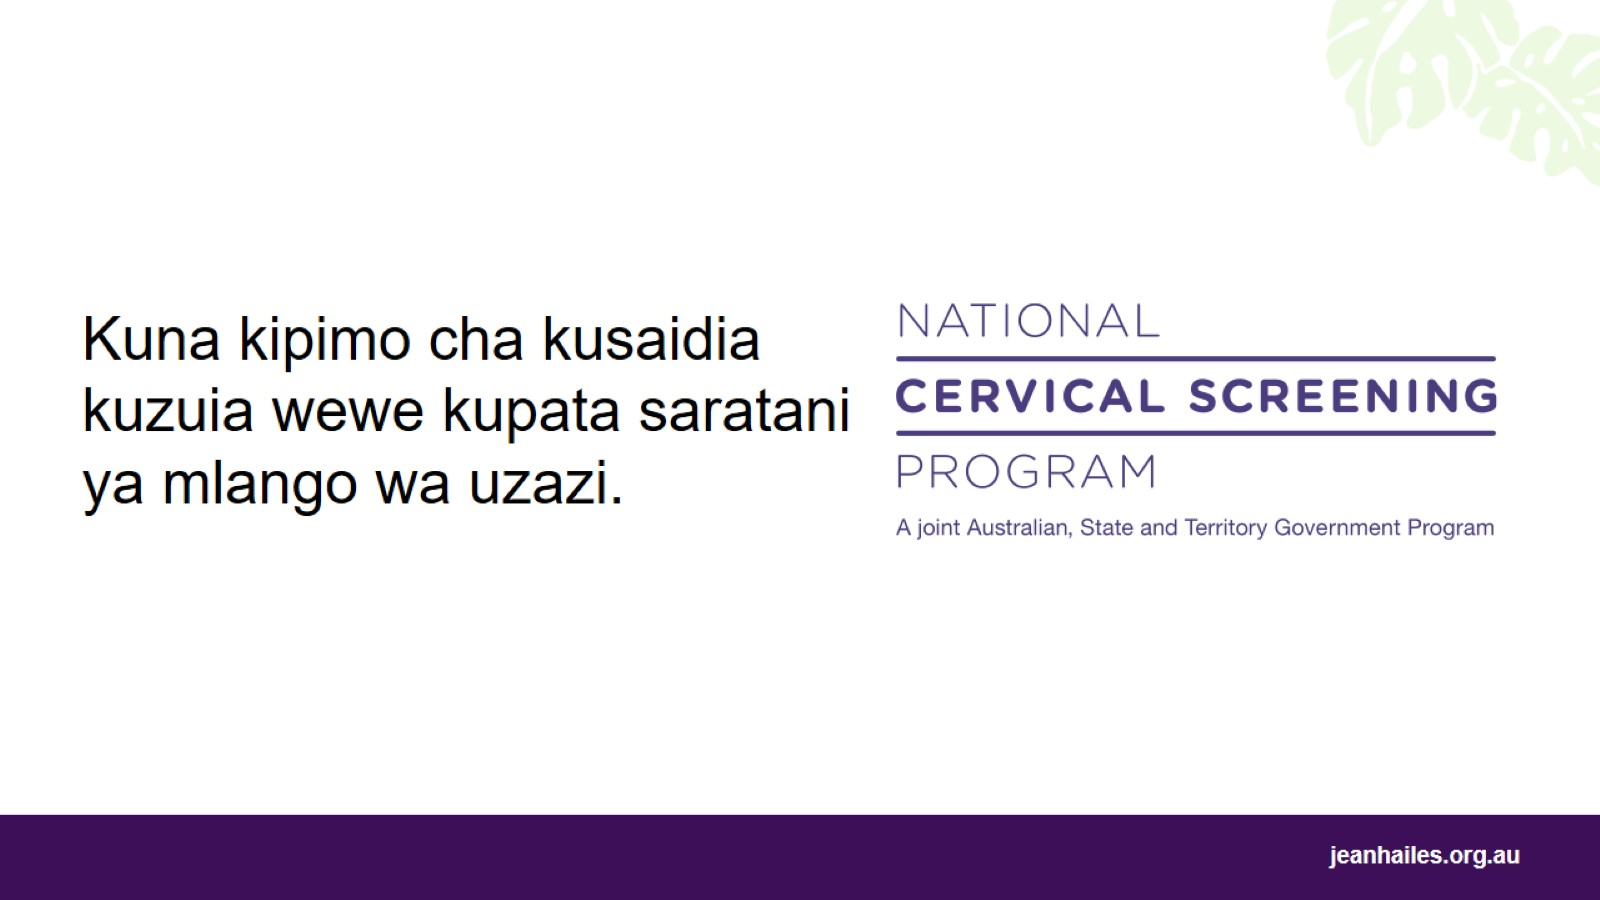 Kuna kipimo cha kusaidia
kuzuia wewe kupata saratani
ya mlango wa uzazi.
NATIONAL
CERVICAL SCREENING
PROGRAM
A joint Australian, State and Territory Government Program
jeanhailes.org.au